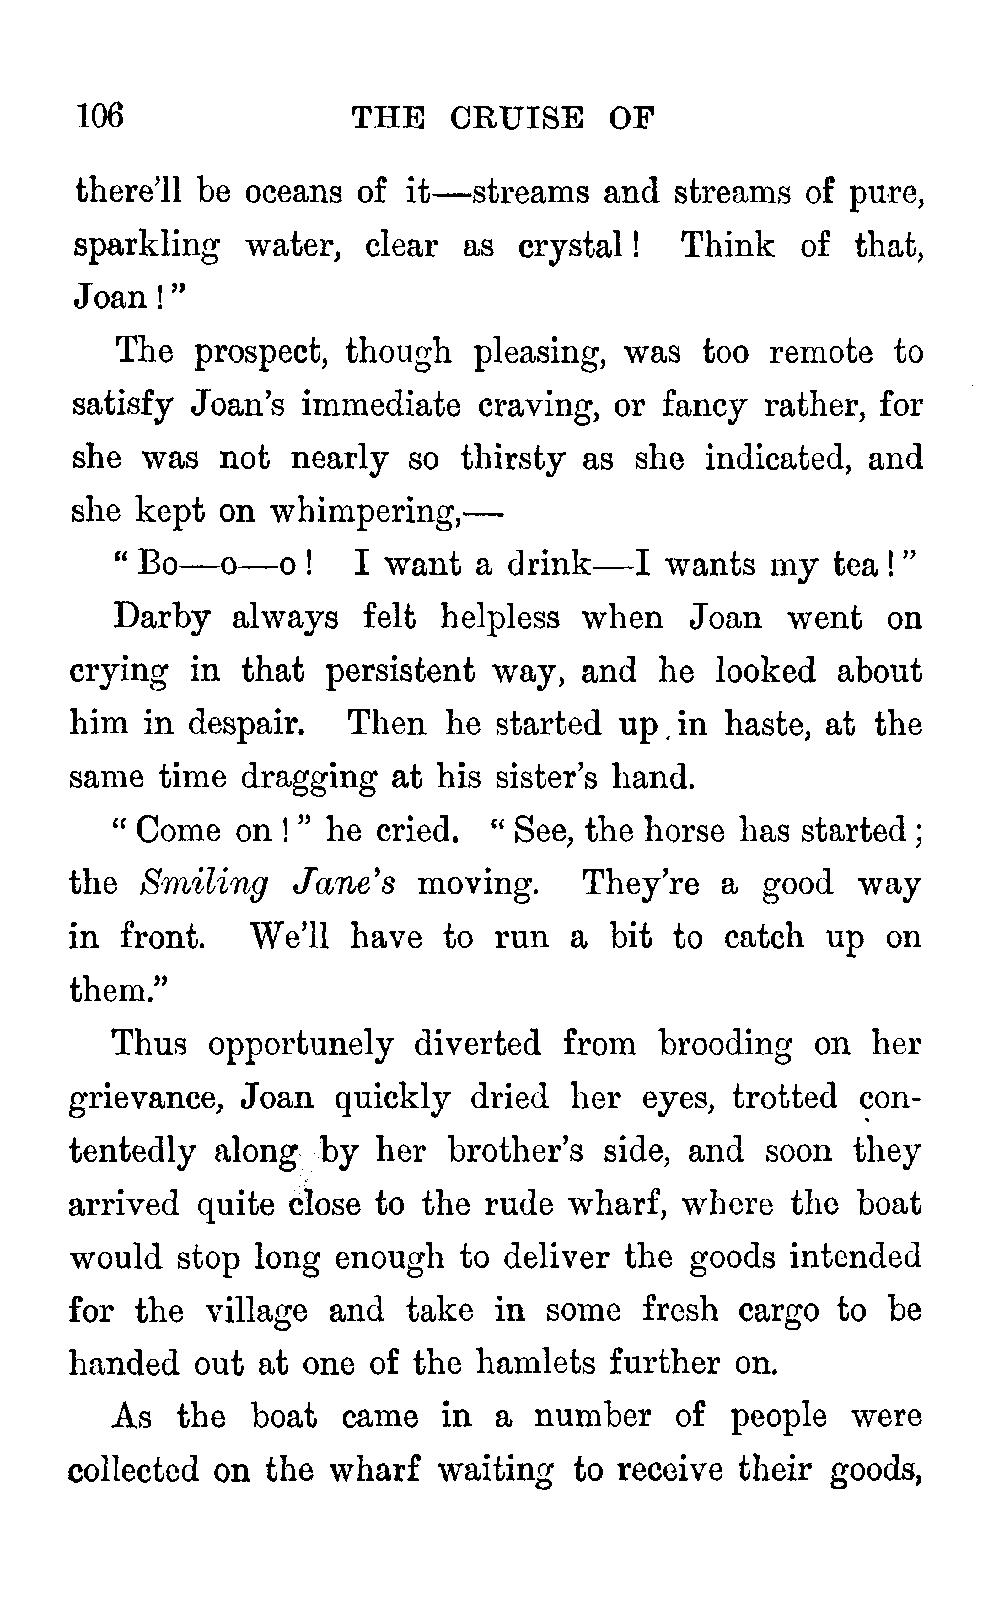 106 THE CRUISE OF
there'll be oceans of it—streams and streams of pure,
sparkling water, clear as crystal! Think of that,
Joan!"
The prospect, though pleasing, was too remote to
satisfy Joan's immediate craving, or fancy rather, for
she was not nearly so thirsty as she indicated, and
she kept on whimpering,—
"Bo—o—o! I want a drink—I wants my tea!"
Darby always felt helpless when Joan went on
crying in that persistent way, and he looked about
him in despair. Then he started up in haste, at the
same time dragging at his sister's hand.
"Come on!" he cried. "See, the horse has started;
the Smiling Jane's moving. They're a good way
in front. We'll have to run a bit to catch up on
them."
Thus opportunely diverted from brooding on her
grievance, Joan quickly dried her eyes, trotted con-
tentedly along by her brother's side, and soon they
arrived quite close to the rude wharf, where the boat
would stop long enough to deliver the goods intended
for the village and take in some fresh cargo to be
handed out at one of the hamlets further on.
As the boat came in a number of people were
collected on the wharf waiting to receive their goods,